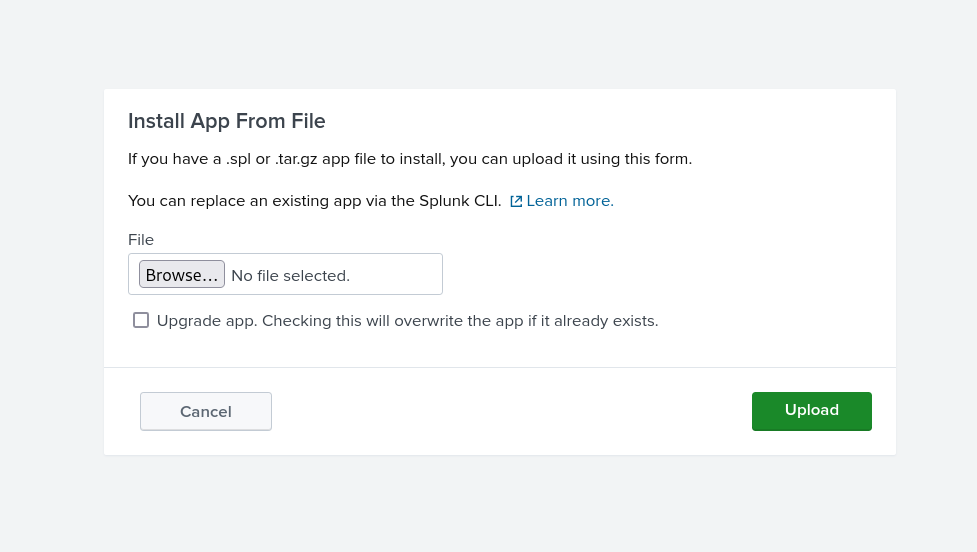 Install App From File
If you have a .spl or .tar.gz app file to install, you can upload it using this form.
You can replace an existing app via the Splunk CLI. Learn more.
File
Browse... No file selected.
Upgrade app. Checking this will overwrite the app if it already exists.
Cancel Upload